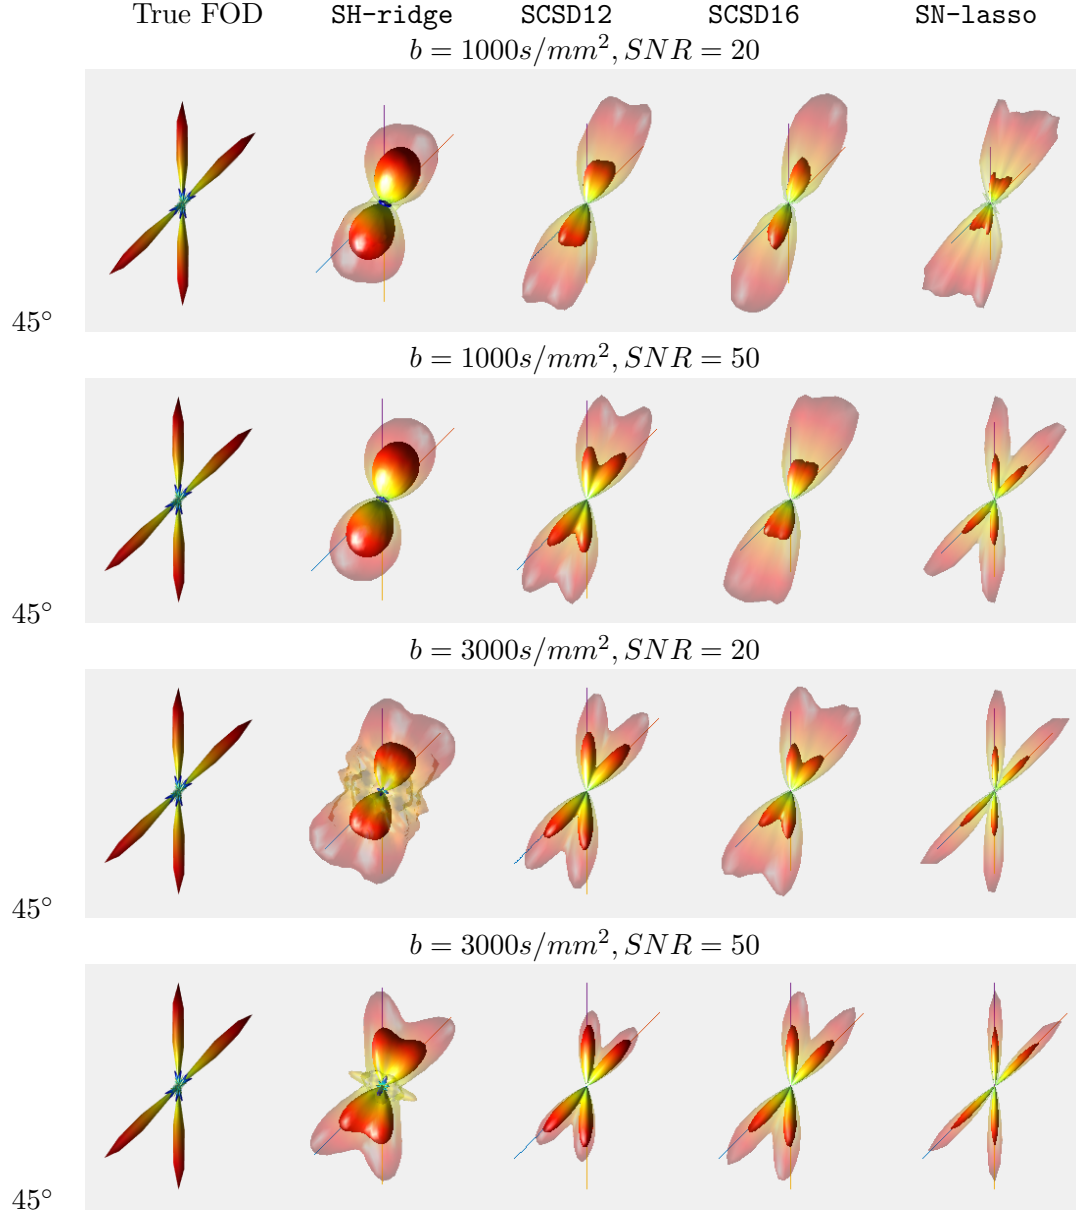 True FOD SH-ridge SCSD12 SCSD16 SN-lasso
b = 1000s/mm², SNR = 20
45°
b = 1000s/mm², SNR = 50
45°
b = 3000s/mm², SNR = 20
45°
b = 3000s/mm², SNR = 50
45°